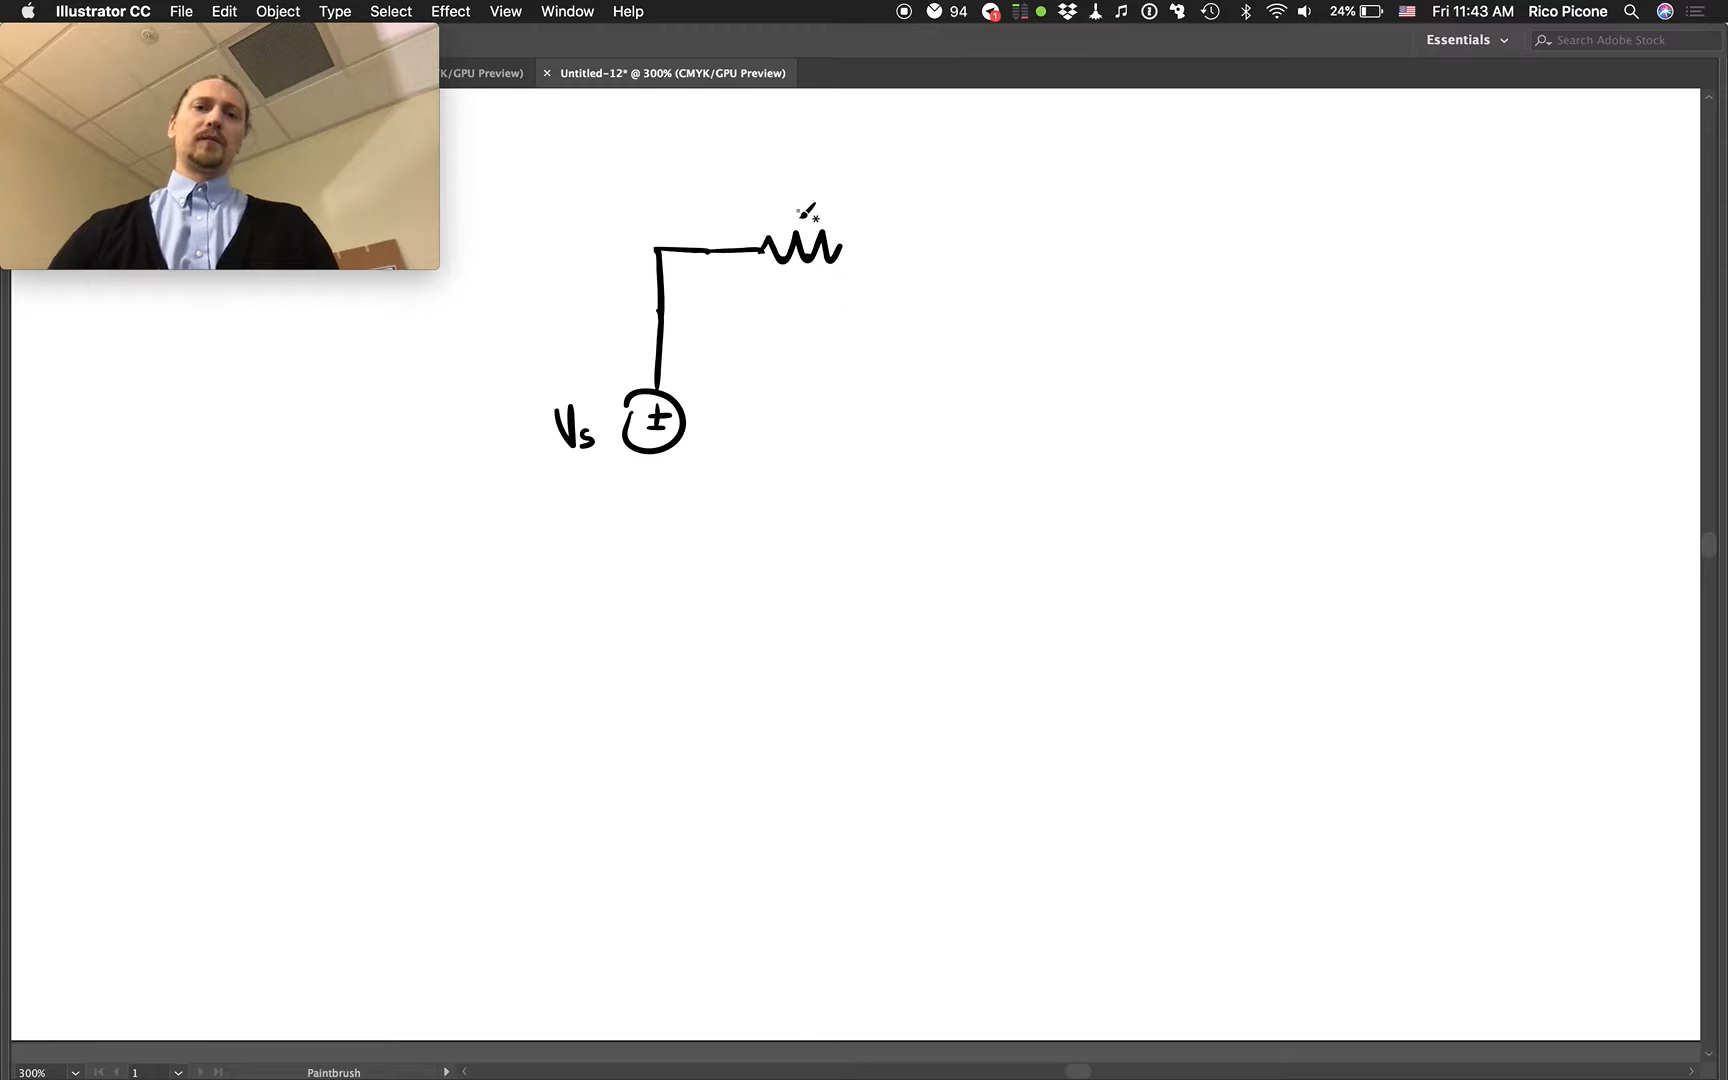 Illustrator CC File Edit Object Type Select Effect View Window Help 94 1 24% Fri 11:43 AM Rico Picone
Essentials Search Adobe Stock
K/GPU Preview) × Untitled-12* @ 300% (CMYK/GPU Preview)
Vs ±
300% 1 Paintbrush